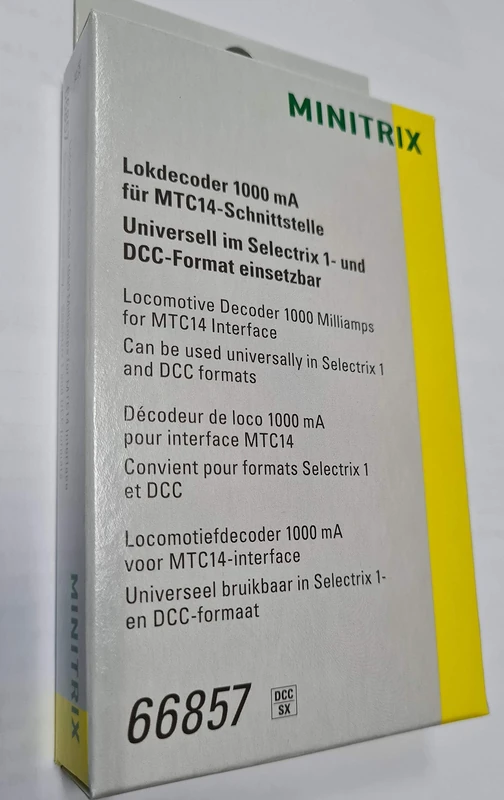 MINITRIX
Lokdecoder 1000 mA
für MTC14-Schnittstelle
Universell im Selectrix 1- und
DCC-Format einsetzbar
Locomotive Decoder 1000 Milliamps
for MTC14 Interface
Can be used universally in Selectrix 1
and DCC formats
Décodeur de loco 1000 mA
pour interface MTC14
Convient pour formats Selectrix 1
et DCC
Locomotiefdecoder 1000 mA
voor MTC14-interface
Universeel bruikbaar in Selectrix 1-
en DCC-formaat
66857
DCC
SX
MINITRIX